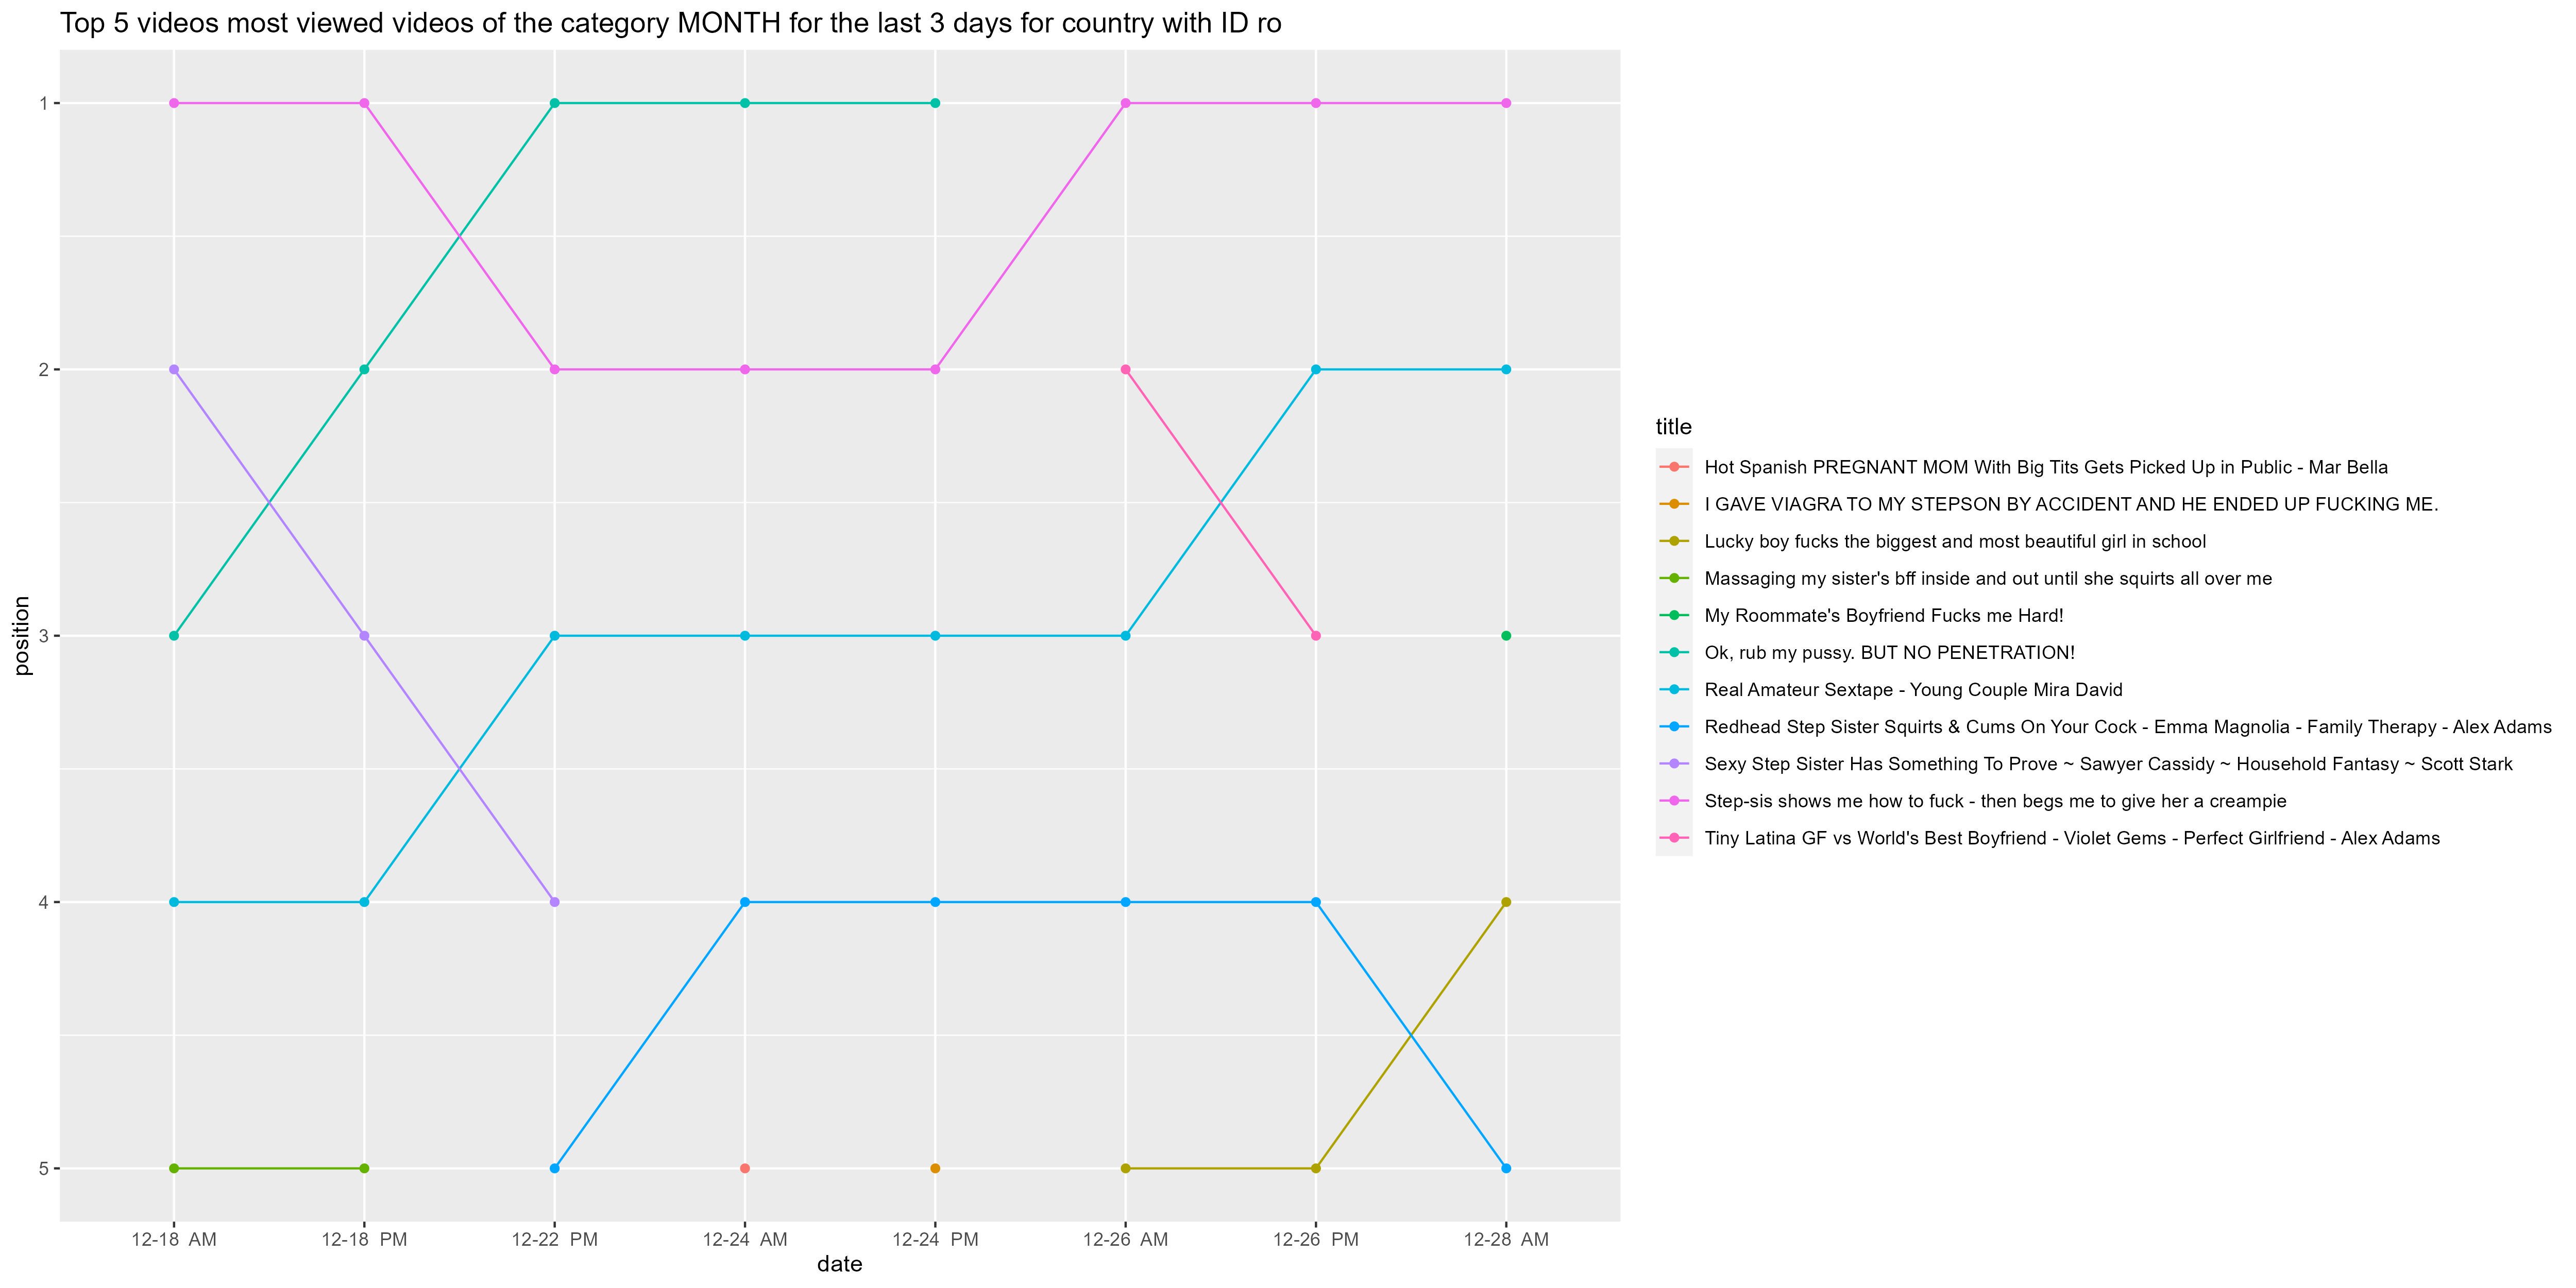 Top 5 videos most viewed videos of the category MONTH for the last 3 days for country with ID ro
position
1
2
3
4
5
12-18 AM
12-18 PM
12-22 PM
12-24 AM
12-24 PM
12-26 AM
12-26 PM
12-28 AM
date
title
Hot Spanish PREGNANT MOM With Big Tits Gets Picked Up in Public - Mar Bella
I GAVE VIAGRA TO MY STEPSON BY ACCIDENT AND HE ENDED UP FUCKING ME.
Lucky boy fucks the biggest and most beautiful girl in school
Massaging my sister's bff inside and out until she squirts all over me
My Roommate's Boyfriend Fucks me Hard!
Ok, rub my pussy. BUT NO PENETRATION!
Real Amateur Sextape - Young Couple Mira David
Redhead Step Sister Squirts & Cums On Your Cock - Emma Magnolia - Family Therapy - Alex Adams
Sexy Step Sister Has Something To Prove ~ Sawyer Cassidy ~ Household Fantasy ~ Scott Stark
Step-sis shows me how to fuck - then begs me to give her a creampie
Tiny Latina GF vs World's Best Boyfriend - Violet Gems - Perfect Girlfriend - Alex Adams